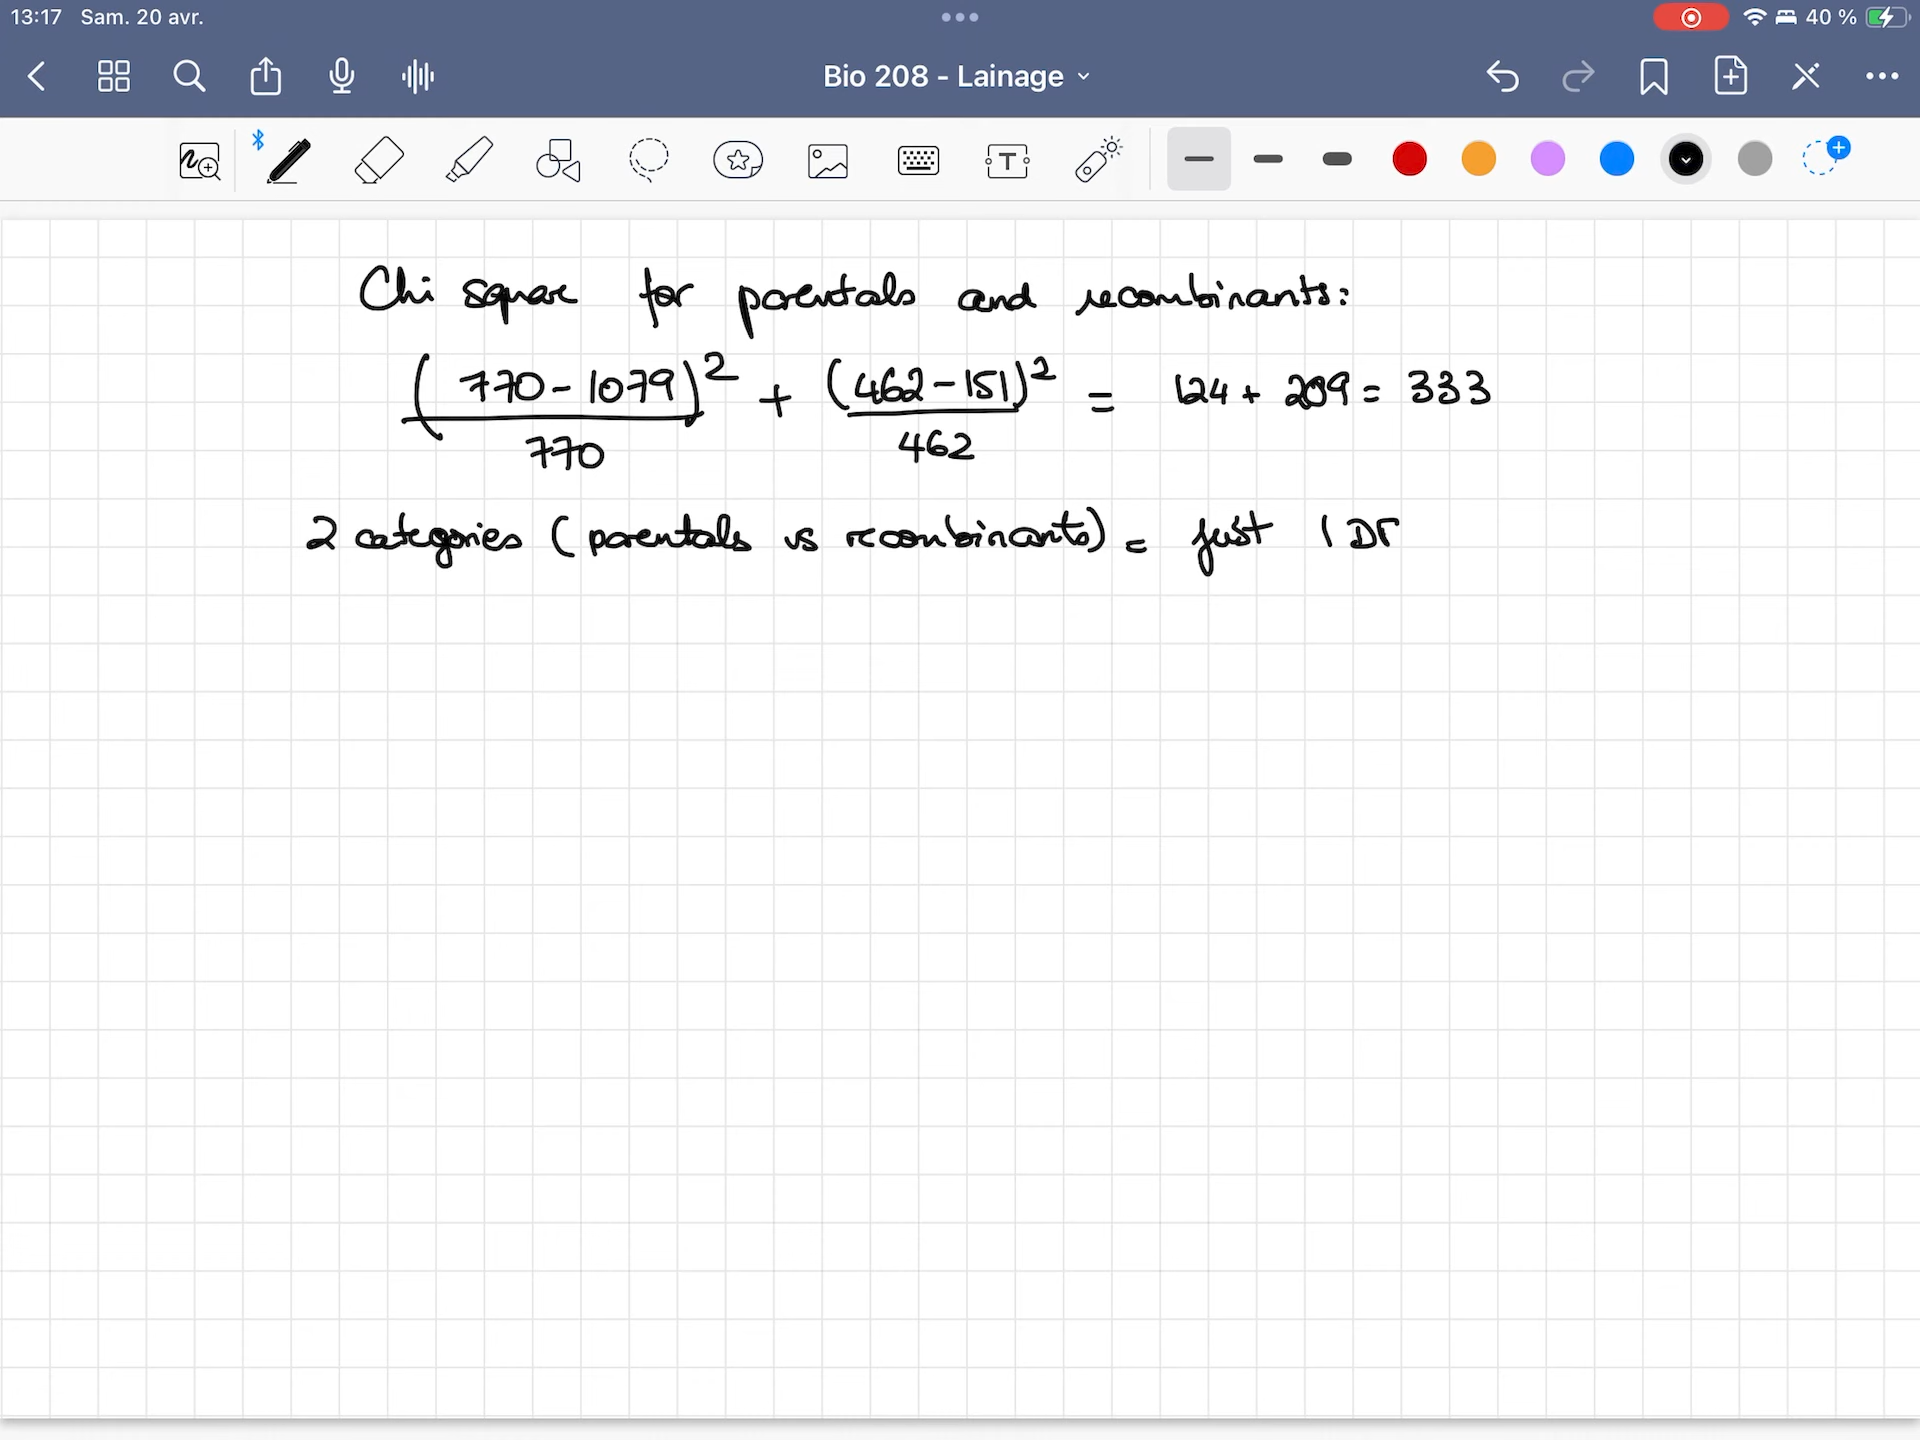 13:17 Sam. 20 avr.
40 %
Bio 208 - Lainage
T
Chi square for parentals and recombinants:
(770-1079)² / 770 + (462-151)² / 462 = 124 + 209 = 333
2 categories (parentals vs recombinants) = just 1 DF